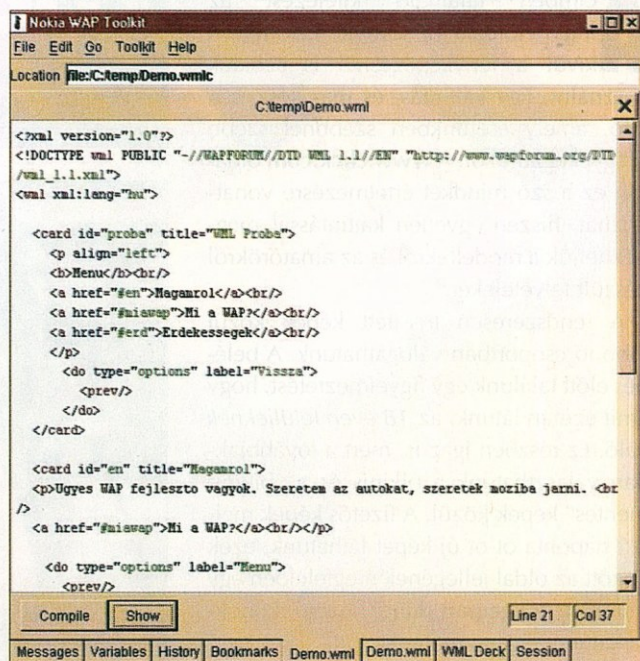 Nokia WAP Toolkit
File Edit Go Toolkit Help
Location file:/C:/temp/Demo.wmlc
C:\temp\Demo.wml
<?xml version="1.0"?>
<!DOCTYPE wml PUBLIC "-//WAPFORUM//DTD WML 1.1//EN" "http://www.wapforum.org/DTD
/wml_1.1.xml">
<wml xml:lang="hu">
<card id="proba" title="WML Proba">
<p align="left">
<b>Menu</b><br/>
<a href="#en">Magamrol</a><br/>
<a href="#miawap">Mi a WAP?</a><br/>
<a href="#erd">Erdekessegek</a><br/>
</p>
<do type="options" label="Vissza">
<prev/>
</do>
</card>
<card id="en" title="Magamrol">
<p>Ugyes WAP fejleszto vagyok. Szeretem az autokat, szeretek moziba jarni. <br
/>
<a href="#miawap">Mi a WAP?</a><br/></p>
<do type="options" label="Menu">
<prev/>
Compile Show Line 21 Col 37
Messages Variables History Bookmarks Demo.wml Demo.wml WML Deck Session